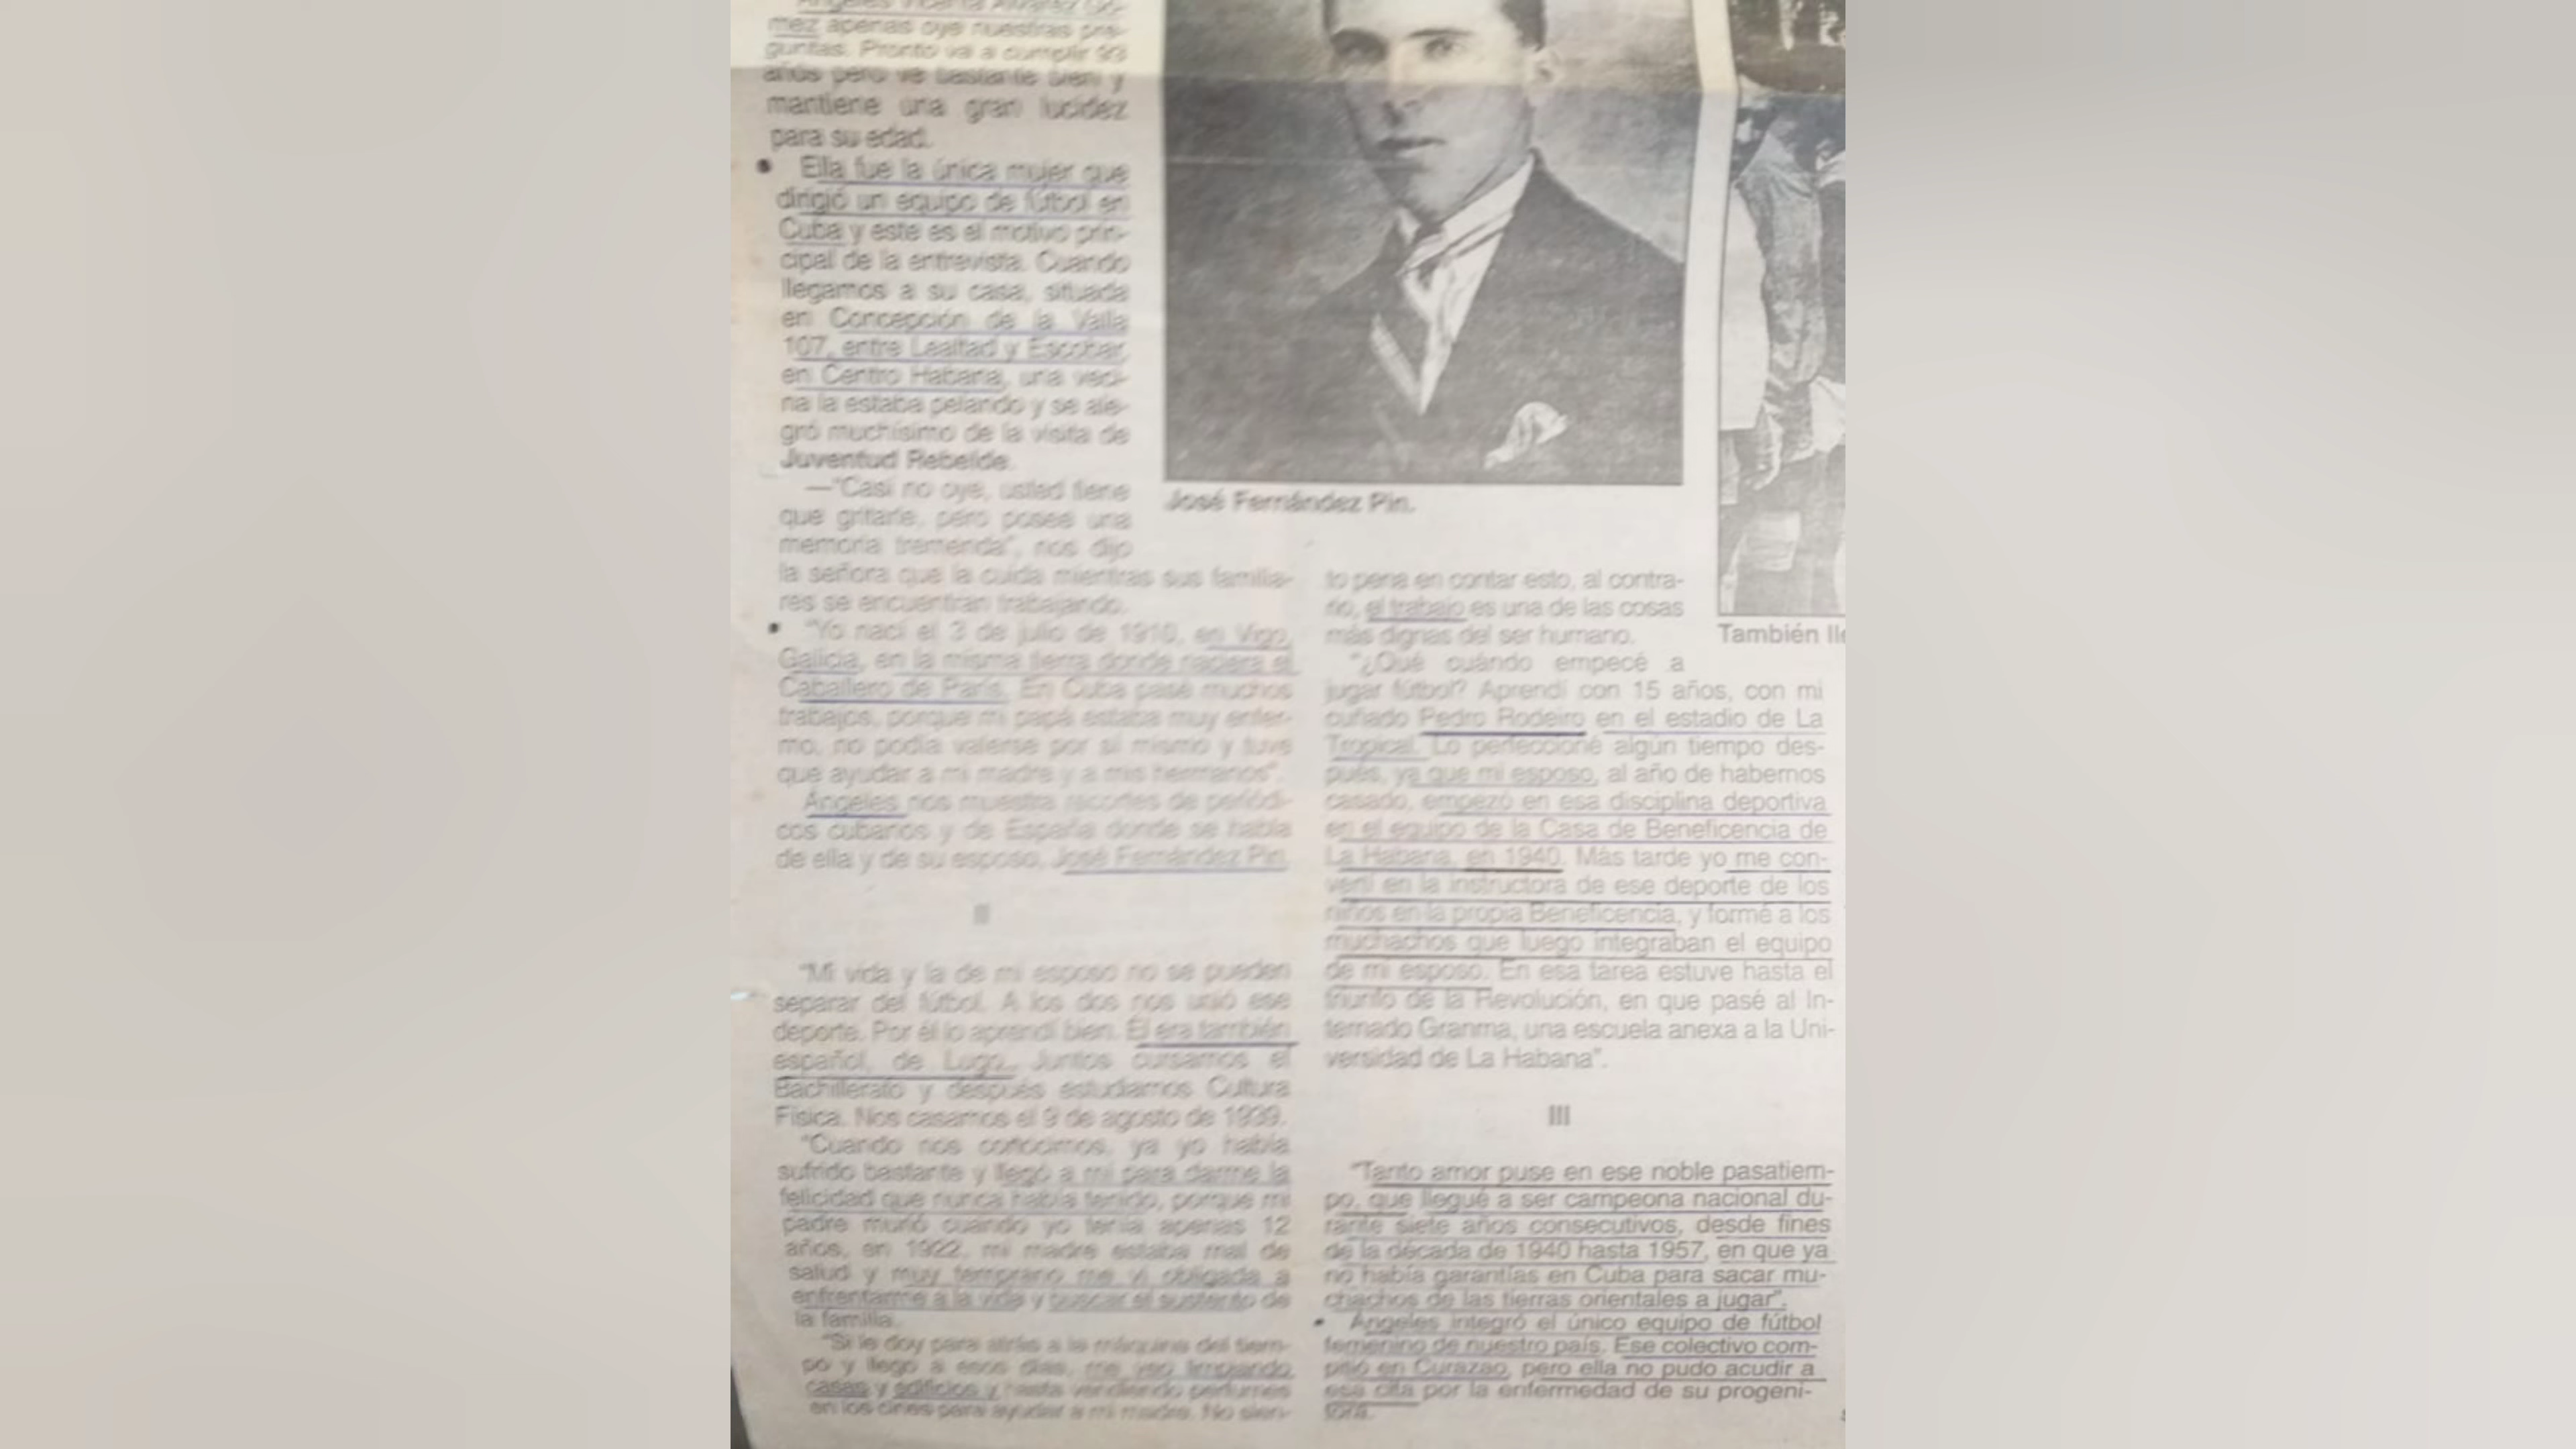 Ángeles Vicenta Álvarez Gó-
mez apenas oye nuestras pre-
guntas. Pronto va a cumplir 93
años pero ve bastante bien y
mantiene una gran lucidez
para su edad.
Ella fue la única mujer que
dirigió un equipo de fútbol en
Cuba y este es el motivo prin-
cipal de la entrevista. Cuando
llegamos a su casa, situada
en Concepción de la Valla
107, entre Lealtad y Escobar,
en Centro Habana, una veci-
na la estaba pelando y se ale-
gró muchísimo de la visita de
Juventud Rebelde.
—"Casi no oye, usted tiene
que gritarle, pero posee una
memoria tremenda", nos dijo
la señora que la cuida mientras sus familia-
res se encuentran trabajando.
"Yo nací el 3 de julio de 1910, en Vigo,
Galicia, en la misma tierra donde naciera el
Caballero de París. En Cuba pasé muchos
trabajos, porque mi papá estaba muy enfer-
mo, no podía valerse por sí mismo y tuve
que ayudar a mi madre y a mis hermanos".
Ángeles nos muestra recortes de periódi-
cos cubanos y de España donde se habla
de ella y de su esposo, José Fernández Pin.
II
"Mi vida y la de mi esposo no se pueden
separar del fútbol. A los dos nos unió ese
deporte. Por él lo aprendí bien. Él era también
español, de Lugo. Juntos cursamos el
Bachillerato y después estudiamos Cultura
Física. Nos casamos el 9 de agosto de 1939.
"Cuando nos conocimos, ya yo había
sufrido bastante y llegó a mí para darme la
felicidad que nunca había tenido, porque mi
padre murió cuando yo tenía apenas 12
años, en 1922, mi madre estaba mal de
salud y muy temprano me vi obligada a
enfrentarme a la vida y buscar el sustento de
la familia.
"Si le doy para atrás a la máquina del tiem-
po y llego a esos días, me veo limpiando
casas y edificios y hasta vendiendo perfumes
en los cines para ayudar a mi madre. No sien-
José Fernández Pin.
to pena en contar esto, al contra-
rio, el trabajo es una de las cosas
más dignas del ser humano.
"¿Qué cuándo empecé a
jugar fútbol? Aprendí con 15 años, con mi
cuñado Pedro Rodeiro en el estadio de La
Tropical. Lo perfeccioné algún tiempo des-
pués, ya que mi esposo, al año de habernos
casado, empezó en esa disciplina deportiva
en el equipo de la Casa de Beneficencia de
La Habana, en 1940. Más tarde yo me con-
vertí en la instructora de ese deporte de los
niños en la propia Beneficencia, y formé a los
muchachos que luego integraban el equipo
de mi esposo. En esa tarea estuve hasta el
triunfo de la Revolución, en que pasé al In-
ternado Granma, una escuela anexa a la Uni-
versidad de La Habana".
III
"Tanto amor puse en ese noble pasatiem-
po, que llegué a ser campeona nacional du-
rante siete años consecutivos, desde fines
de la década de 1940 hasta 1957, en que ya
no había garantías en Cuba para sacar mu-
chachos de las tierras orientales a jugar".
Ángeles integró el único equipo de fútbol
femenino de nuestro país. Ese colectivo com-
pitió en Curazao, pero ella no pudo acudir a
esa cita por la enfermedad de su progeni-
tora.
También lle